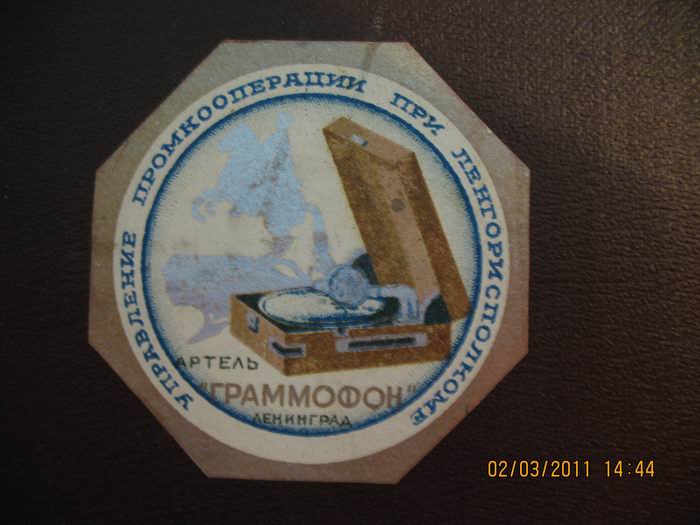 УПРАВЛЕНИЕ ПРОМКООПЕРАЦИИ ПРИ ЛЕНГОРИСПОЛКОМЕ
АРТЕЛЬ
"ГРАММОФОН"
ЛЕНИНГРАД
02/03/2011 14:44